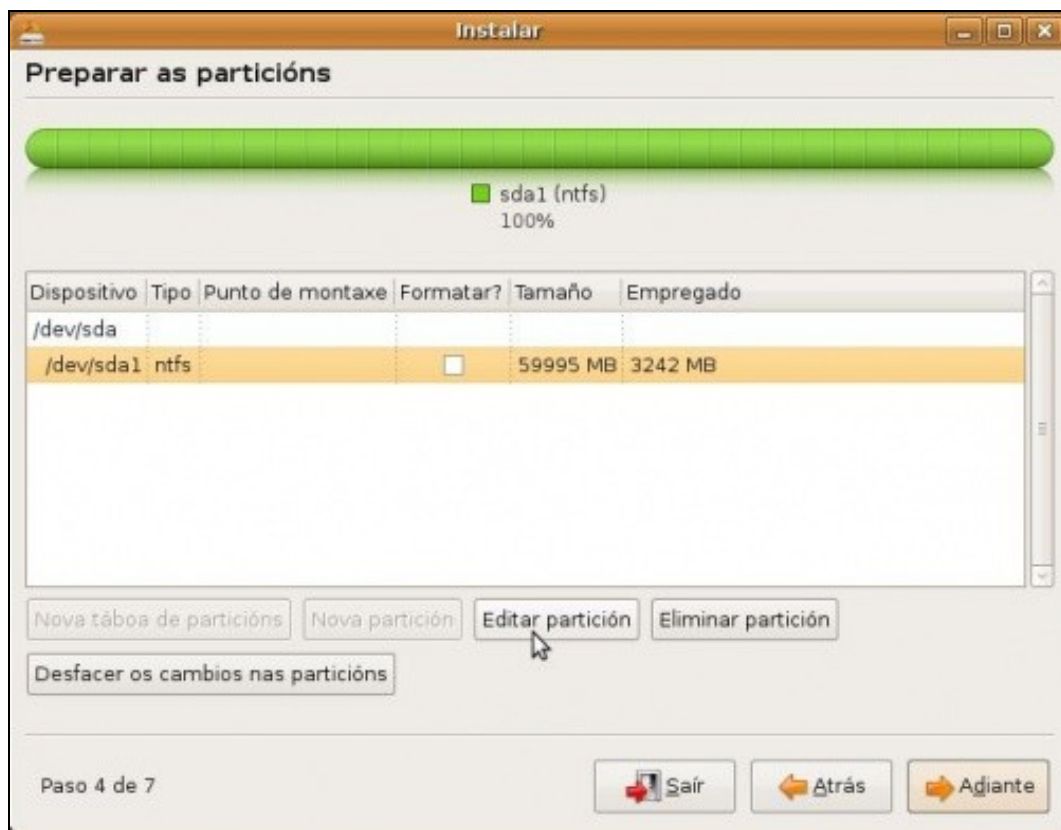 Instalar
Preparar as particións
sda1 (ntfs)
100%
Dispositivo Tipo Punto de montaxe Formatar? Tamaño Empregado
/dev/sda
/dev/sda1 ntfs 59995 MB 3242 MB
Nova táboa de particións Nova partición Editar partición Eliminar partición
Desfacer os cambios nas particións
Paso 4 de 7 Saír Atrás Adiante